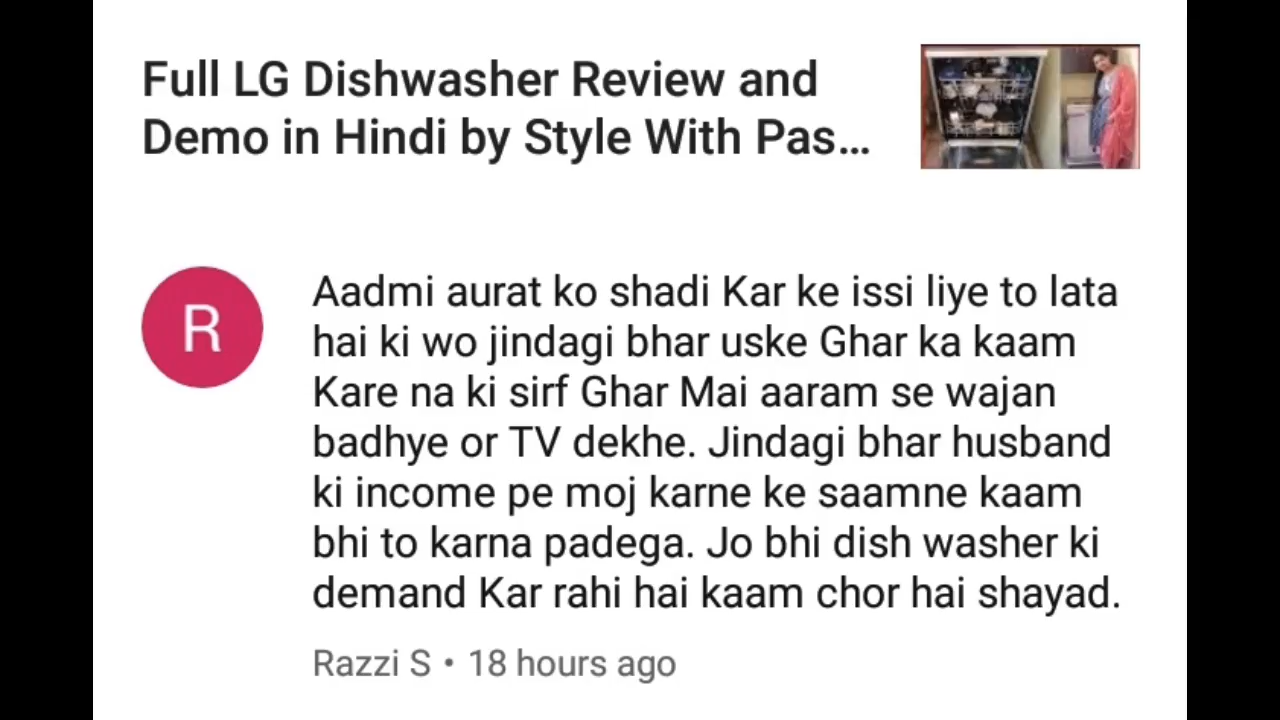 Full LG Dishwasher Review and
Demo in Hindi by Style With Pas...
R
Aadmi aurat ko shadi Kar ke issi liye to lata
hai ki wo jindagi bhar uske Ghar ka kaam
Kare na ki sirf Ghar Mai aaram se wajan
badhye or TV dekhe. Jindagi bhar husband
ki income pe moj karne ke saamne kaam
bhi to karna padega. Jo bhi dish washer ki
demand Kar rahi hai kaam chor hai shayad.
Razzi S • 18 hours ago